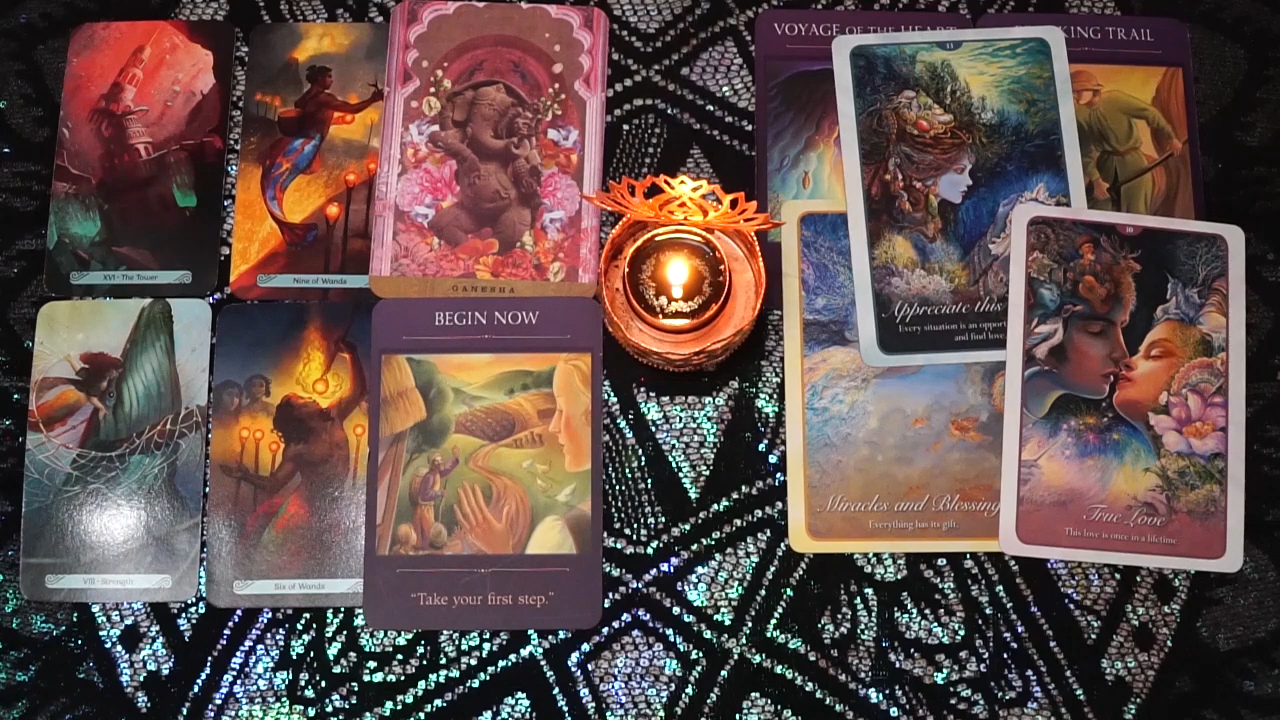 XVI - The Tower
Nine of Wands
GANESHA
VIII - Strength
Six of Wands
BEGIN NOW
"Take your first step."
VOYAGE OF THE HEART
KING TRAIL
11
Appreciate this
Every situation is an
and find love.
Miracles and Blessing
Everything has its gift.
10
True Love
This love is once in a lifetime.